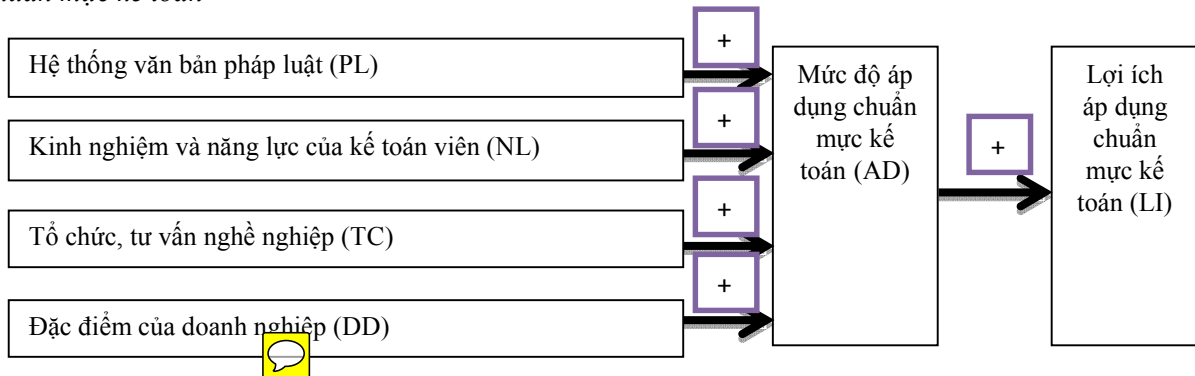 chuẩn mực kế toán
Hệ thống văn bản pháp luật (PL)
+
Kinh nghiệm và năng lực của kế toán viên (NL)
+
Tổ chức, tư vấn nghề nghiệp (TC)
+
Đặc điểm của doanh nghiệp (DD)
+
Mức độ áp
dụng chuẩn
mực kế
toán (AD)
+
Lợi ích
áp dụng
chuẩn
mực kế
toán (LI)